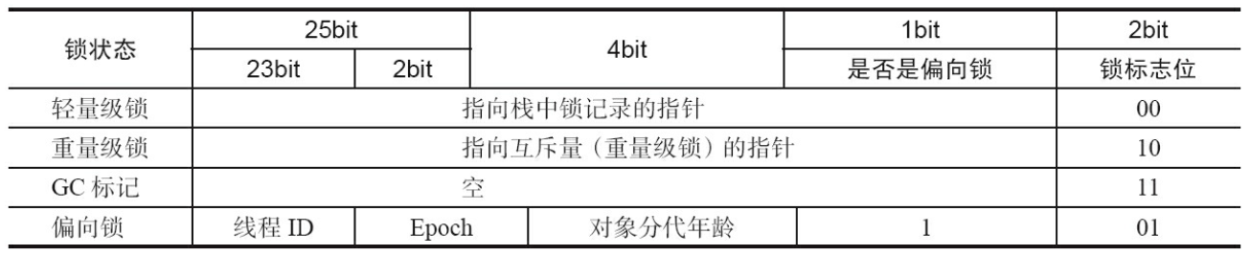 锁状态 25bit 4bit 1bit 2bit
23bit 2bit 是否是偏向锁 锁标志位
轻量级锁 指向栈中锁记录的指针 00
重量级锁 指向互斥量（重量级锁）的指针 10
GC 标记 空 11
偏向锁 线程 ID Epoch 对象分代年龄 1 01